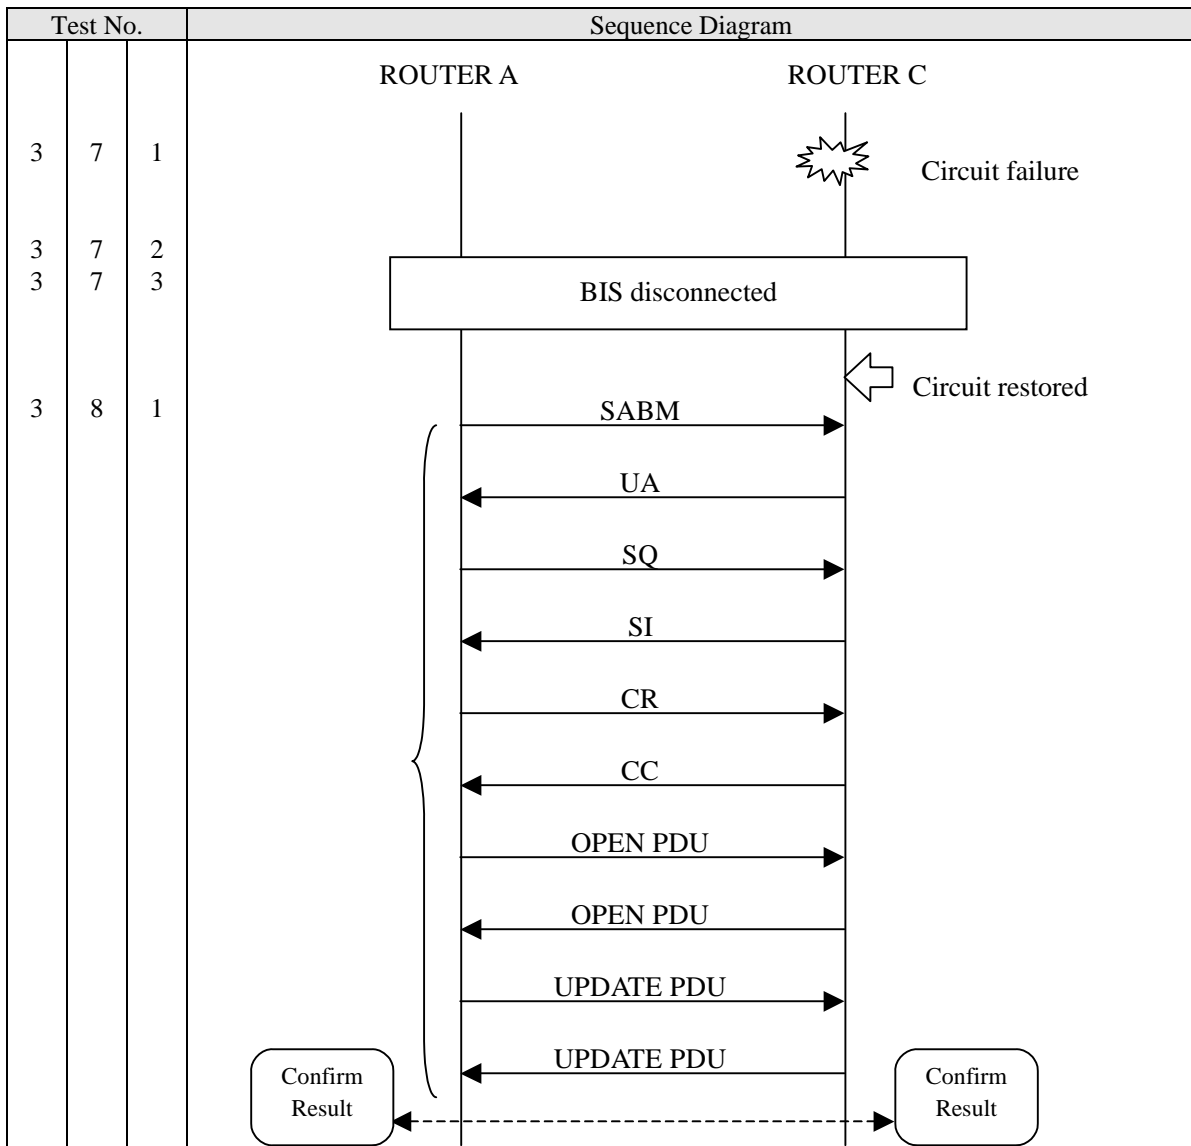 Test No. Sequence Diagram
ROUTER A ROUTER C
3 7 1 Circuit failure
3 7 2
3 7 3 BIS disconnected
Circuit restored
3 8 1 SABM
UA
SQ
SI
CR
CC
OPEN PDU
OPEN PDU
UPDATE PDU
UPDATE PDU
Confirm Confirm
Result Result